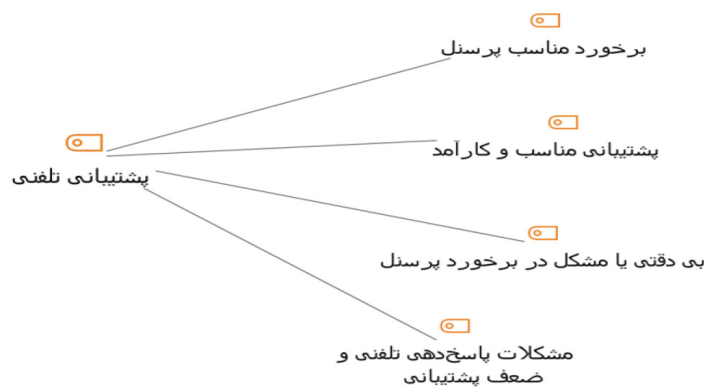 برخورد مناسب پرسنل
پشتیبانی مناسب و کارآمد
پشتیبانی تلفنی
بی دقتی یا مشکل در برخورد پرسنل
مشکلات پاسخ‌دهی تلفنی و
ضعف پشتیبانی